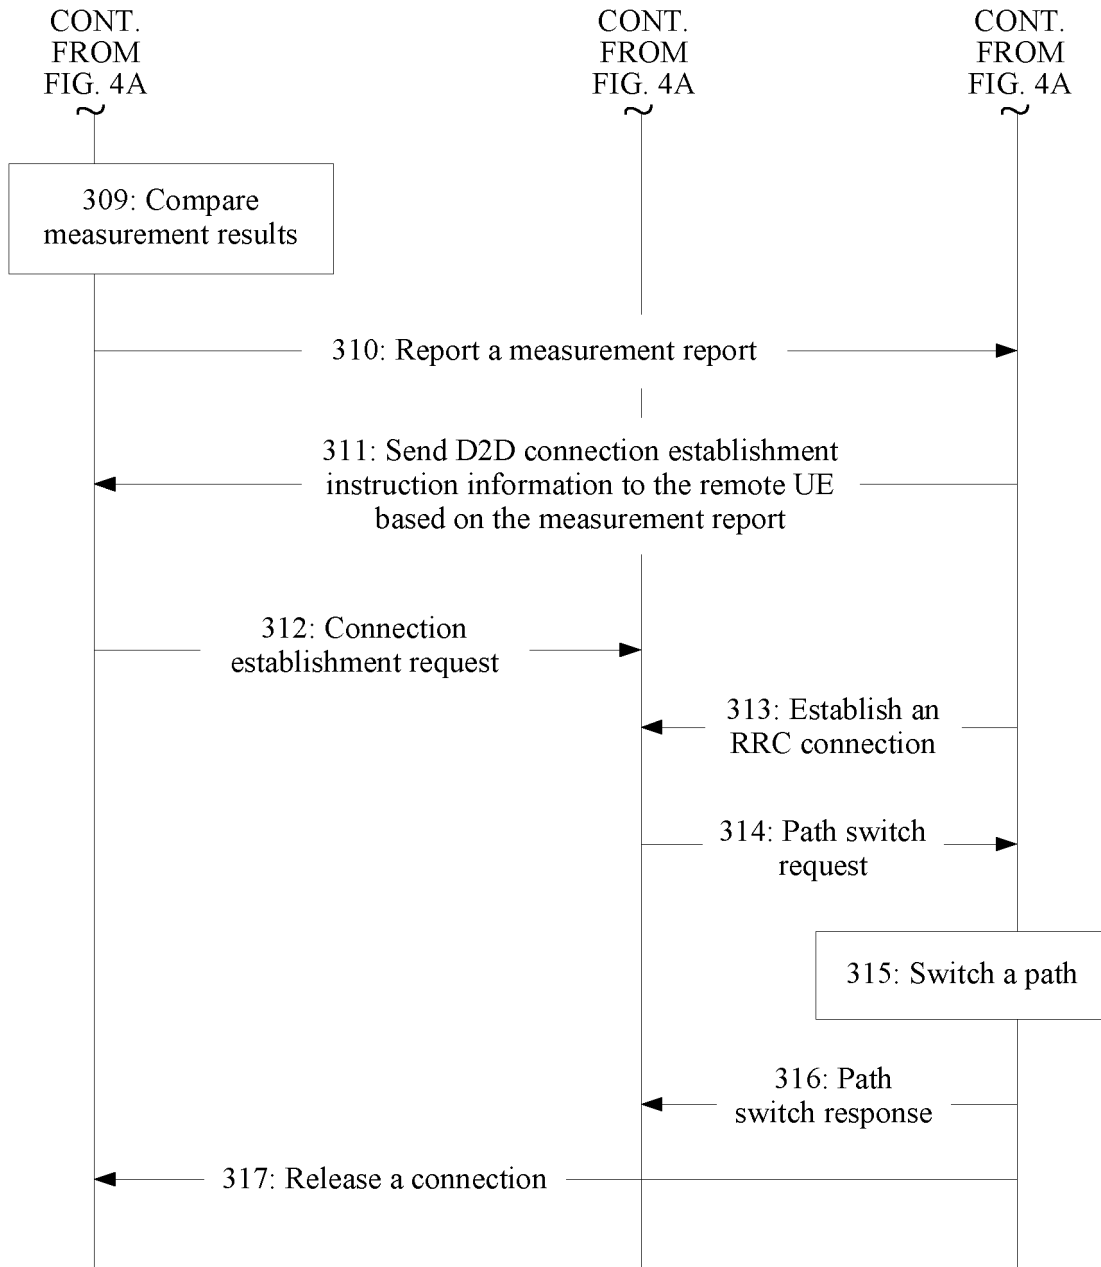 CONT.
FROM
FIG. 4A
CONT.
FROM
FIG. 4A
CONT.
FROM
FIG. 4A
309: Compare
measurement results
310: Report a measurement report
311: Send D2D connection establishment
instruction information to the remote UE
based on the measurement report
312: Connection
establishment request
313: Establish an
RRC connection
314: Path switch
request
315: Switch a path
316: Path
switch response
317: Release a connection